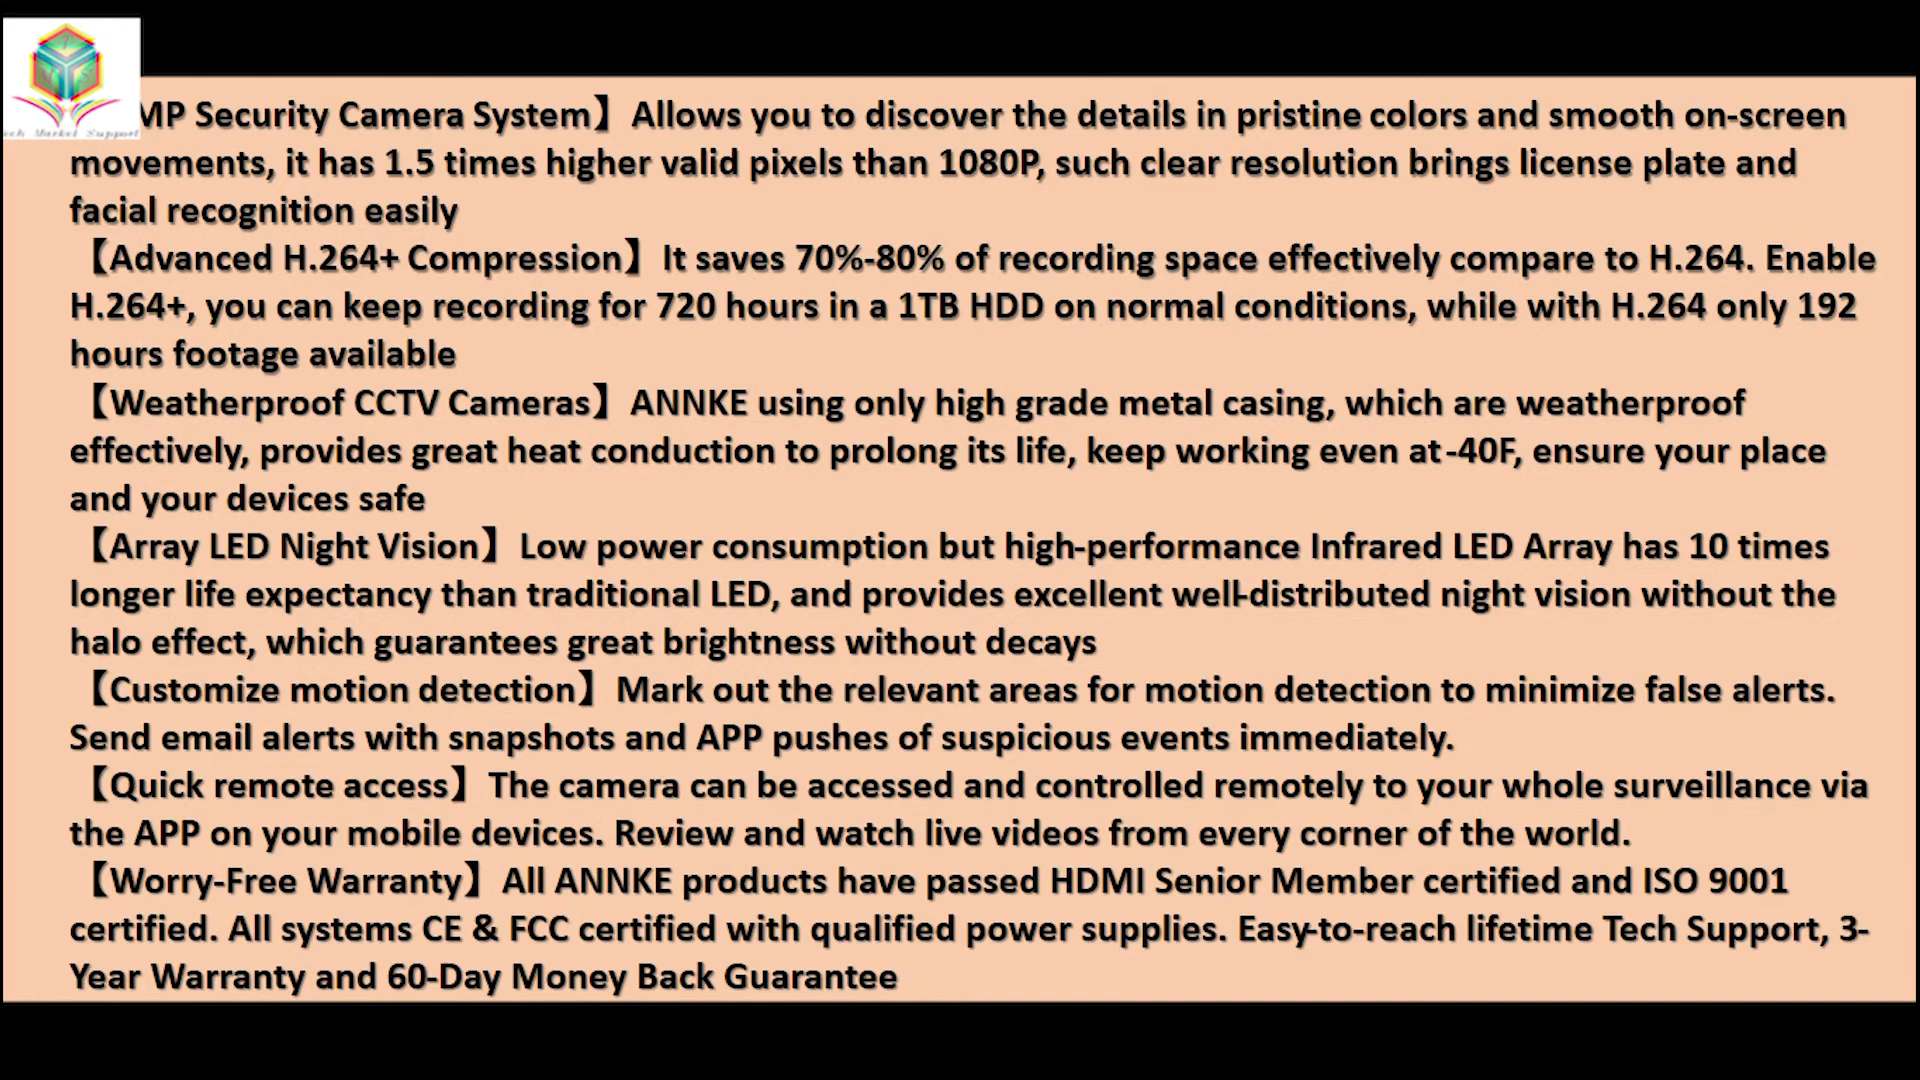 ech Market Support
MP Security Camera System】Allows you to discover the details in pristine colors and smooth on-screen
movements, it has 1.5 times higher valid pixels than 1080P, such clear resolution brings license plate and
facial recognition easily
【Advanced H.264+ Compression】It saves 70%-80% of recording space effectively compare to H.264. Enable
H.264+, you can keep recording for 720 hours in a 1TB HDD on normal conditions, while with H.264 only 192
hours footage available
【Weatherproof CCTV Cameras】ANNKE using only high grade metal casing, which are weatherproof
effectively, provides great heat conduction to prolong its life, keep working even at -40F, ensure your place
and your devices safe
【Array LED Night Vision】Low power consumption but high-performance Infrared LED Array has 10 times
longer life expectancy than traditional LED, and provides excellent well-distributed night vision without the
halo effect, which guarantees great brightness without decays
【Customize motion detection】Mark out the relevant areas for motion detection to minimize false alerts.
Send email alerts with snapshots and APP pushes of suspicious events immediately.
【Quick remote access】The camera can be accessed and controlled remotely to your whole surveillance via
the APP on your mobile devices. Review and watch live videos from every corner of the world.
【Worry-Free Warranty】All ANNKE products have passed HDMI Senior Member certified and ISO 9001
certified. All systems CE & FCC certified with qualified power supplies. Easy-to-reach lifetime Tech Support, 3-
Year Warranty and 60-Day Money Back Guarantee